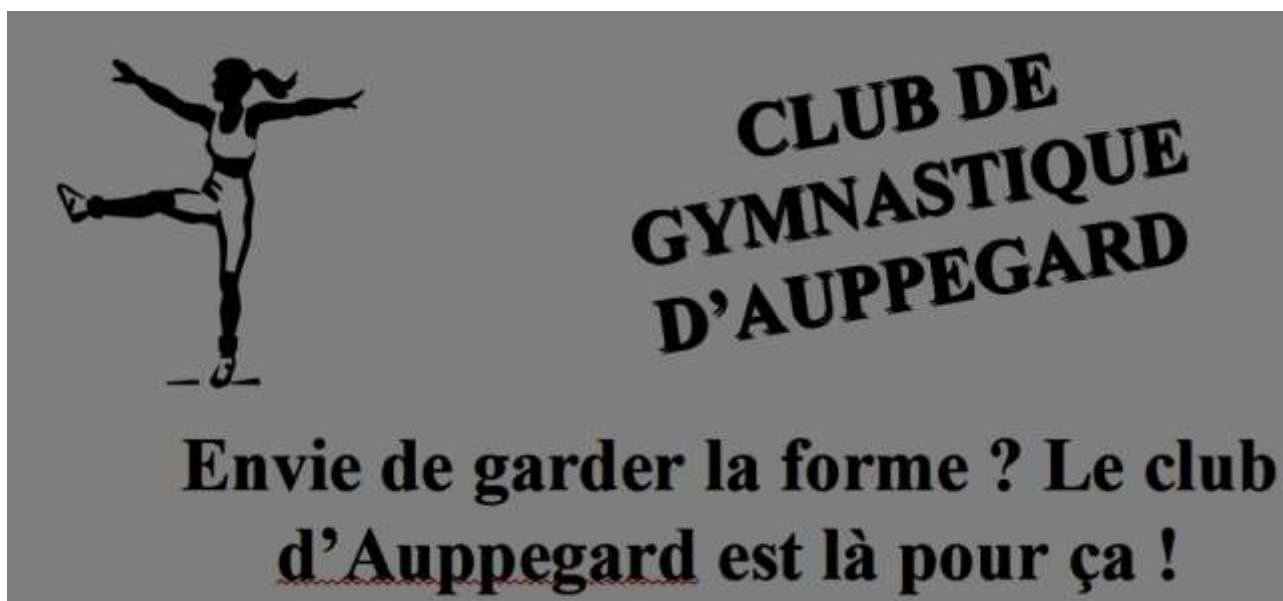 CLUB DE
GYMNASTIQUE
D’AUPPEGARD
Envie de garder la forme ? Le club
d’Auppegard est là pour ça !